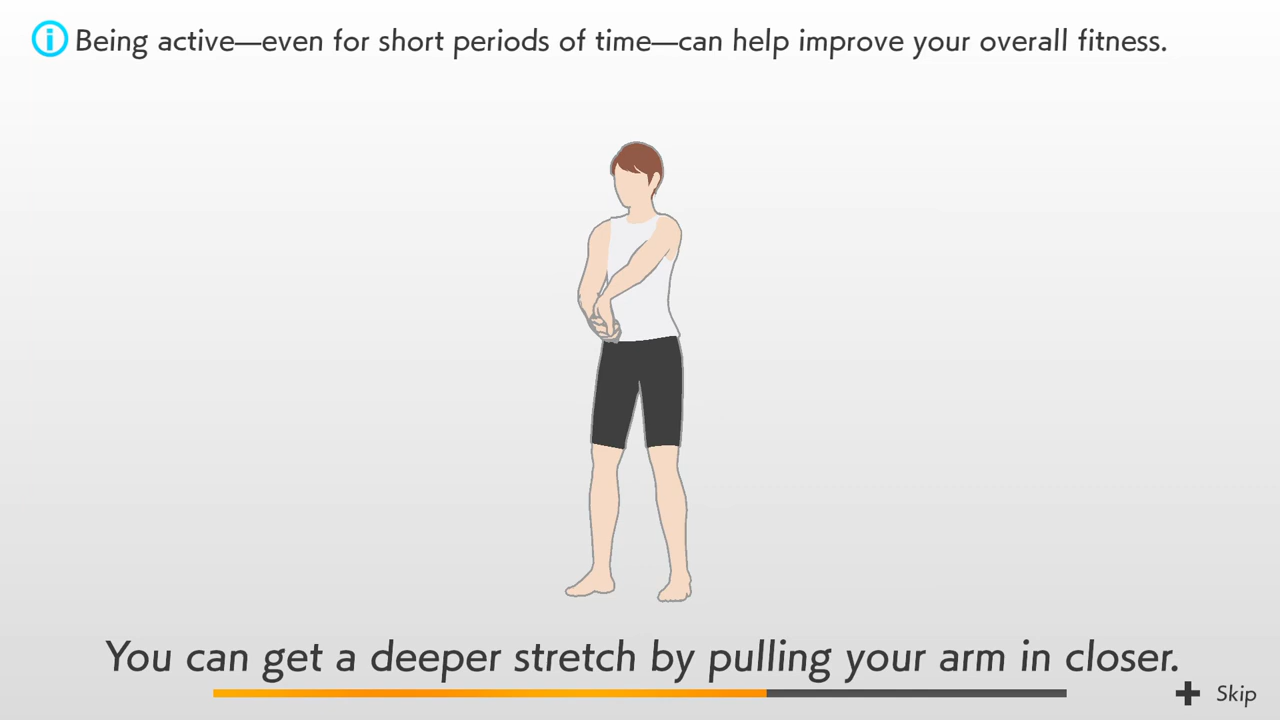 Being active—even for short periods of time—can help improve your overall fitness.
You can get a deeper stretch by pulling your arm in closer.
Skip